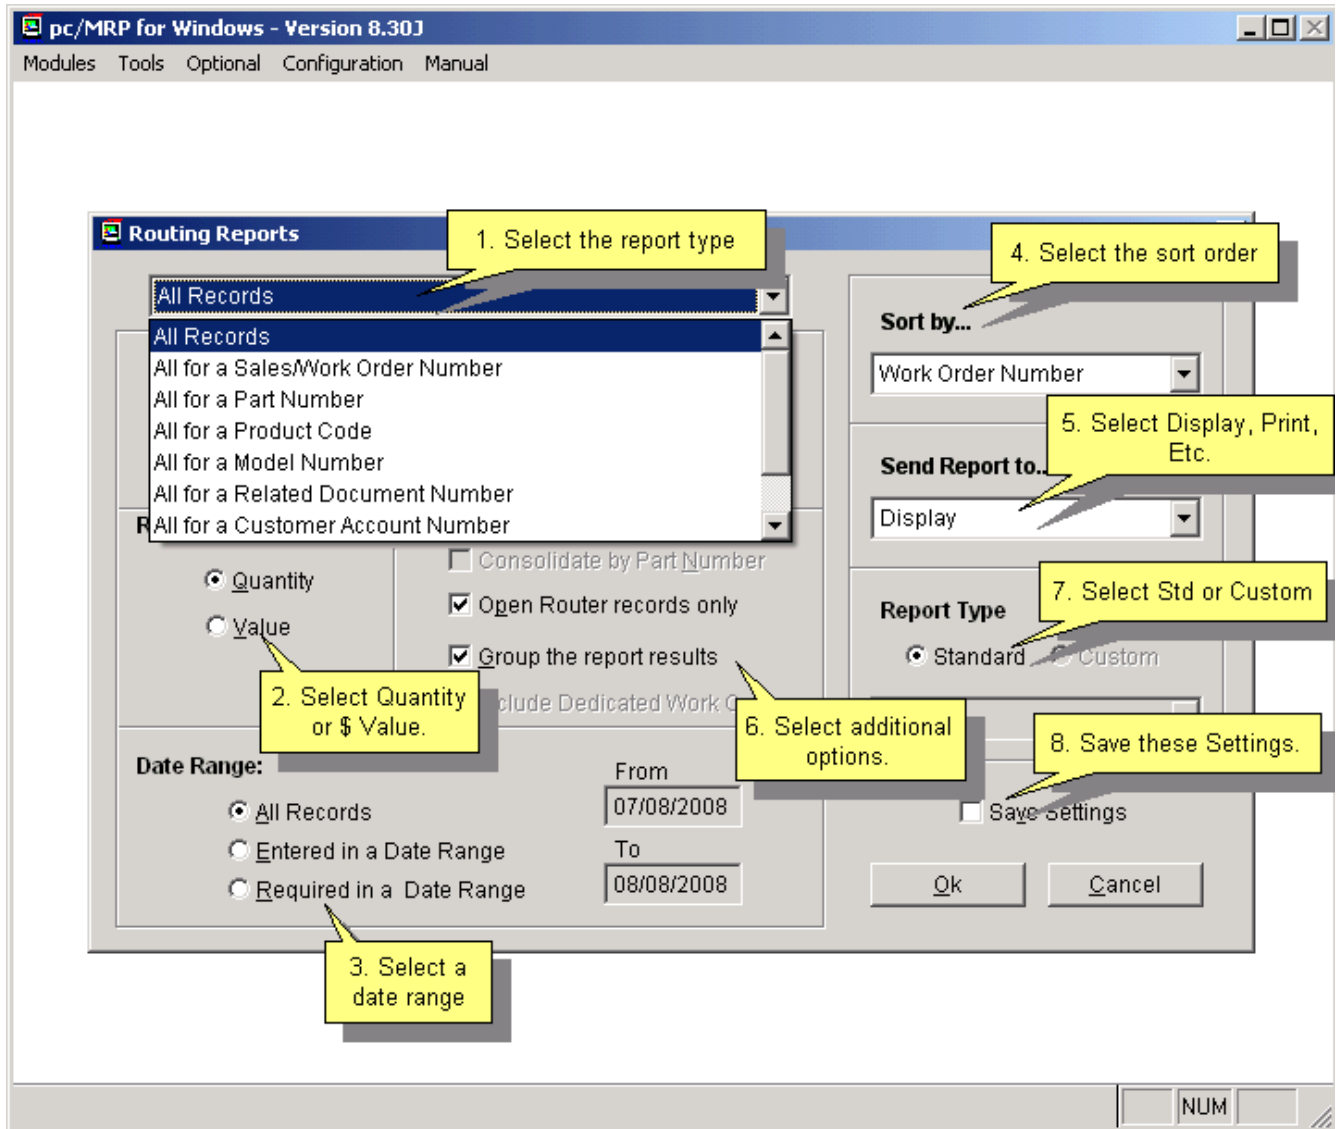 pc/MRP for Windows - Version 8.30J
Modules Tools Optional Configuration Manual
Routing Reports
1. Select the report type
4. Select the sort order
All Records
All Records
All for a Sales/Work Order Number
All for a Part Number
All for a Product Code
All for a Model Number
All for a Related Document Number
All for a Customer Account Number
Sort by...
Work Order Number
5. Select Display, Print,
Etc.
Send Report to..
Display
R
Quantity
Value
Consolidate by Part Number
Open Router records only
Group the report results
clude Dedicated Work O
2. Select Quantity
or $ Value.
6. Select additional
options.
7. Select Std or Custom
Report Type
Standard Custom
8. Save these Settings.
Save Settings
Date Range:
All Records
Entered in a Date Range
Required in a Date Range
From
07/08/2008
To
08/08/2008
3. Select a
date range
Ok Cancel
NUM